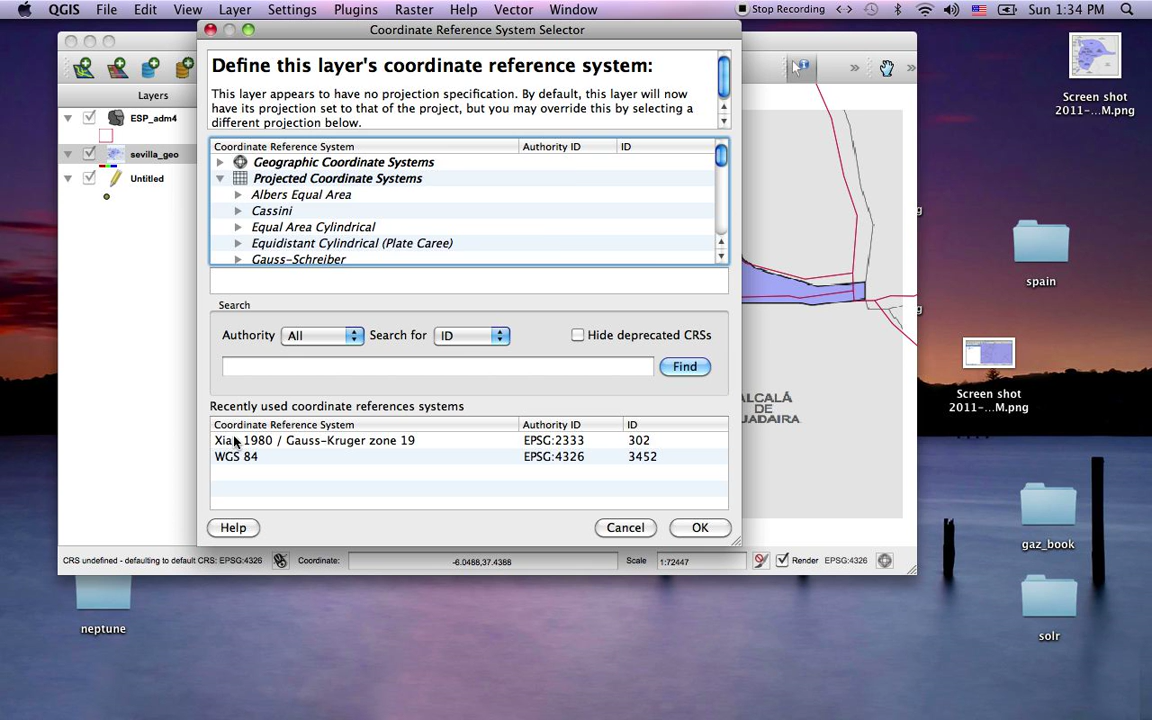 QGIS File Edit View Layer Settings Plugins Raster Help Vector Window Stop Recording Sun 1:34 PM
Coordinate Reference System Selector
Define this layer's coordinate reference system:
This layer appears to have no projection specification. By default, this layer will now
have its projection set to that of the project, but you may override this by selecting a
different projection below.
Layers
ESP_adm4
sevilla_geo
Untitled
Coordinate Reference System Authority ID ID
Geographic Coordinate Systems
Projected Coordinate Systems
Albers Equal Area
Cassini
Equal Area Cylindrical
Equidistant Cylindrical (Plate Caree)
Gauss-Schreiber
Search
Authority All Search for ID Hide deprecated CRSs
Find
Recently used coordinate references systems
Coordinate Reference System Authority ID ID
Xian 1980 / Gauss-Kruger zone 19 EPSG:2333 302
WGS 84 EPSG:4326 3452
Help Cancel OK
CRS undefined - defaulting to default CRS: EPSG:4326 Coordinate: -6.0488,37.4388 Scale 1:72447 Render EPSG:4326
ALCALÁ
DE
GUADAIRA
Screen shot
2011-...M.png
spain
Screen shot
2011-...M.png
gaz_book
solr
neptune